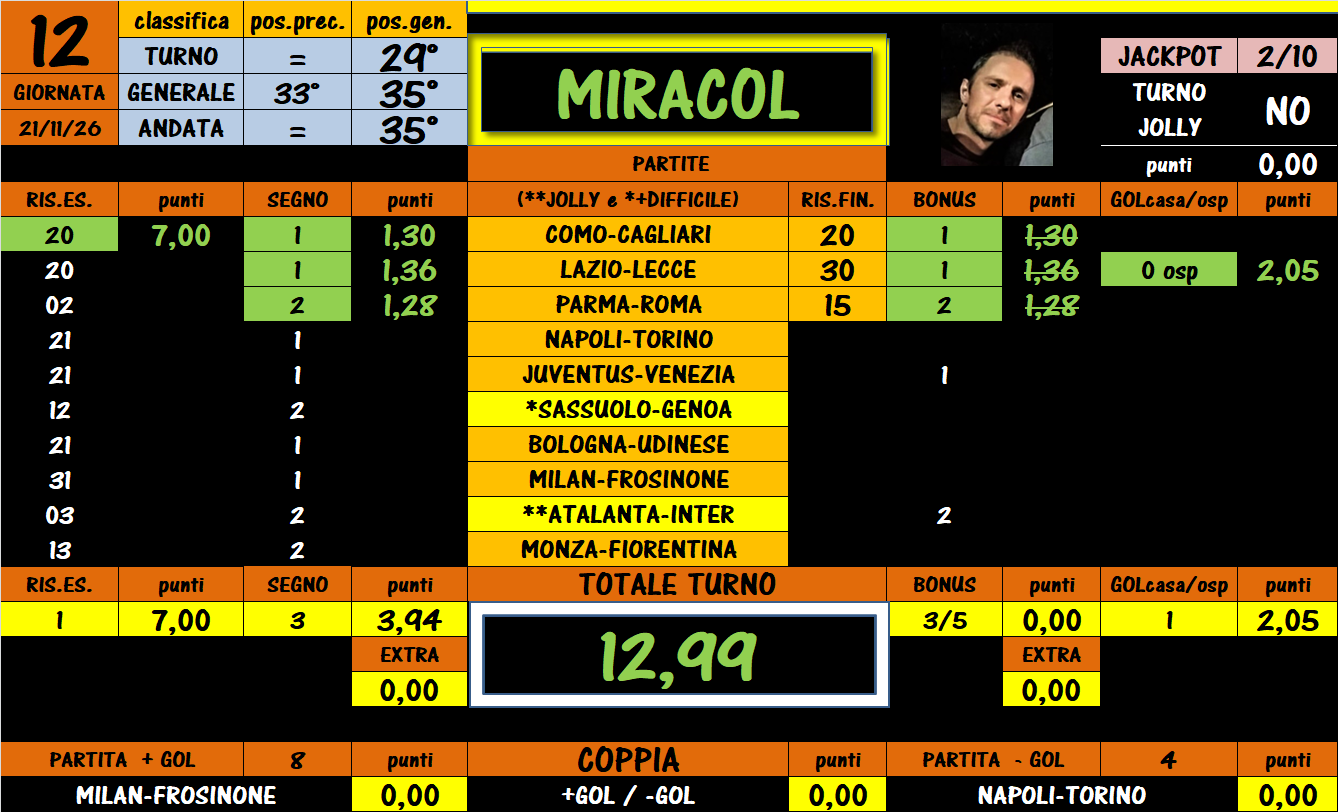 12 classifica pos.prec. pos.gen.
TURNO = 29°
GIORNATA GENERALE 33° 35°
21/11/26 ANDATA = 35°
MIRACOL
JACKPOT 2/10
TURNO
JOLLY NO
punti 0,00
PARTITE
RIS.ES. punti SEGNO punti (**JOLLY e *+DIFFICILE) RIS.FIN. BONUS punti GOLcasa/osp punti
20 7,00 1 1,30 COMO-CAGLIARI 20 1 1,30
20 1 1,36 LAZIO-LECCE 30 1 1,36 0 osp 2,05
02 2 1,28 PARMA-ROMA 15 2 1,28
21 1 NAPOLI-TORINO
21 1 JUVENTUS-VENEZIA 1
12 2 *SASSUOLO-GENOA
21 1 BOLOGNA-UDINESE
31 1 MILAN-FROSINONE
03 2 **ATALANTA-INTER 2
13 2 MONZA-FIORENTINA
RIS.ES. punti SEGNO punti TOTALE TURNO BONUS punti GOLcasa/osp punti
1 7,00 3 3,94 12,99 3/5 0,00 1 2,05
EXTRA EXTRA
0,00 0,00
PARTITA + GOL 8 punti COPPIA punti PARTITA - GOL 4 punti
MILAN-FROSINONE 0,00 +GOL / -GOL 0,00 NAPOLI-TORINO 0,00